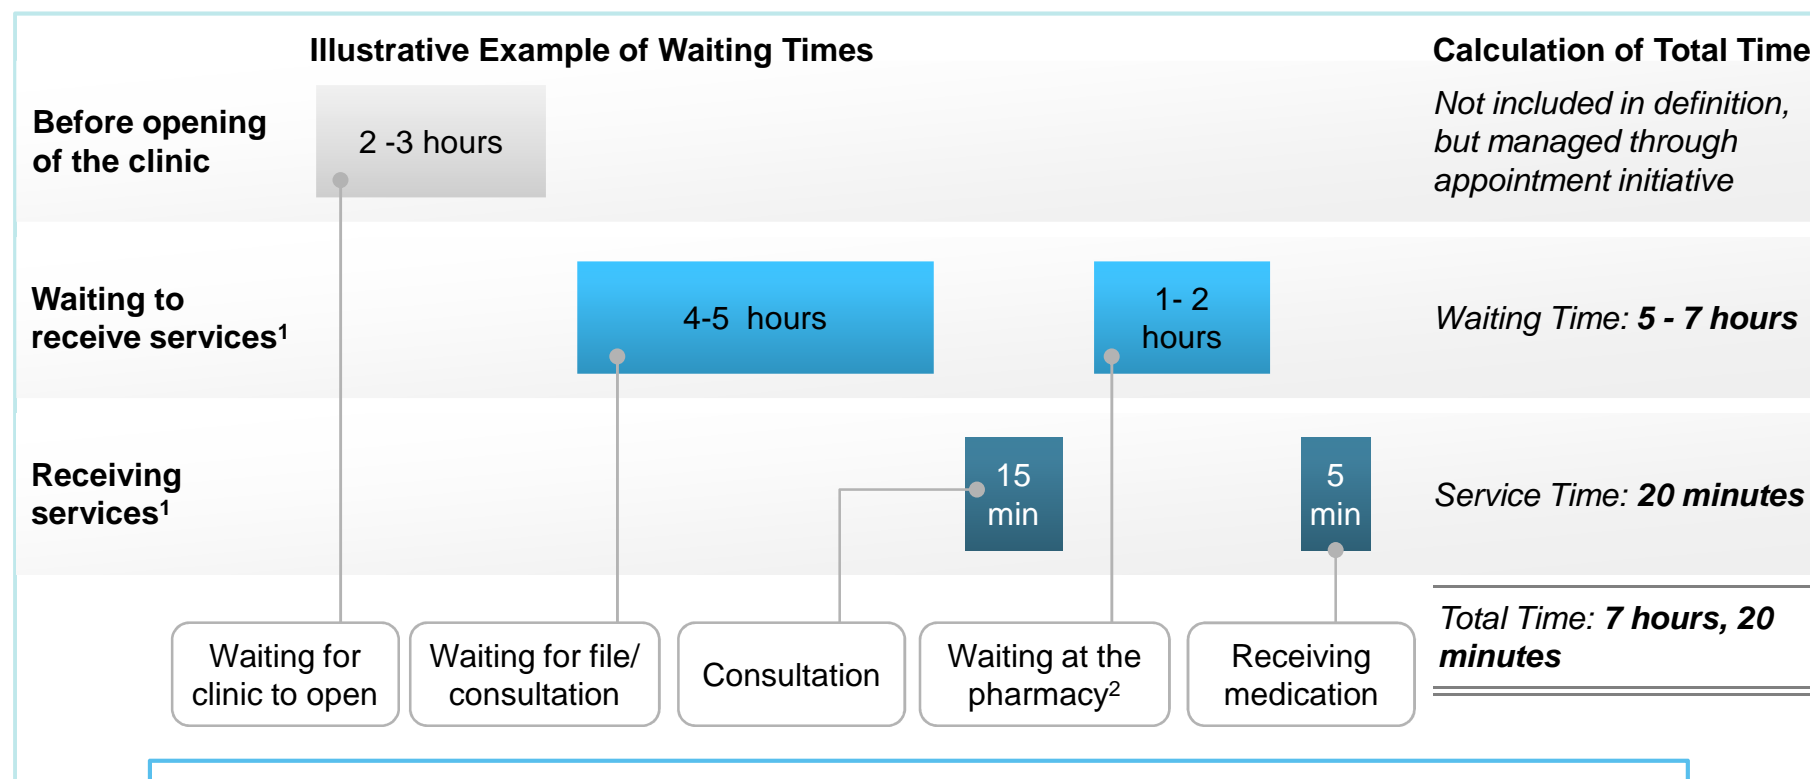 Illustrative Example of Waiting Times
Calculation of Total Time
Before opening
of the clinic
2 -3 hours
Not included in definition,
but managed through
appointment initiative
Waiting to
receive services¹
4-5 hours
1- 2
hours
Waiting Time: 5 - 7 hours
Receiving
services¹
15
min
5
min
Service Time: 20 minutes
Total Time: 7 hours, 20
minutes
Waiting for
clinic to open
Waiting for file/
consultation
Consultation
Waiting at the
pharmacy²
Receiving
medication